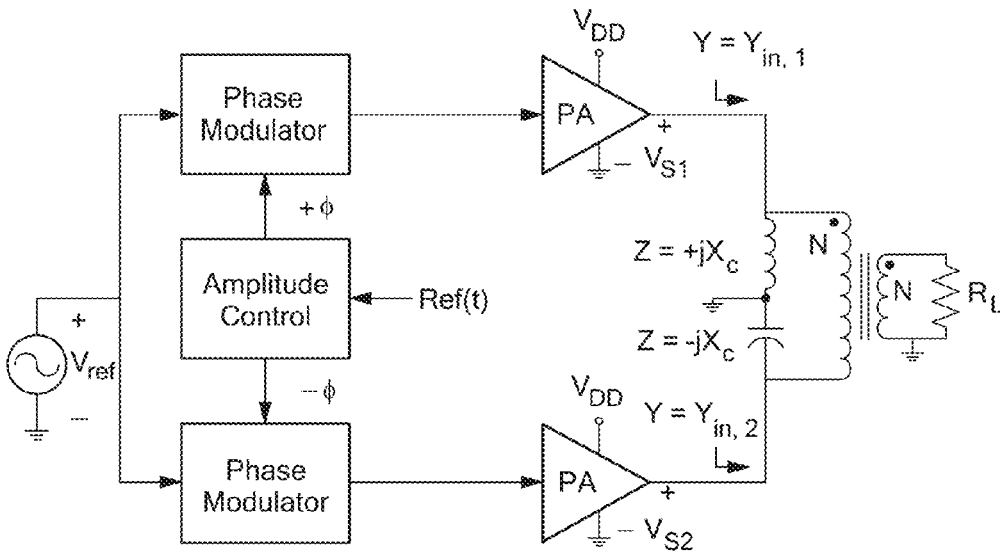 V_DD
Y = Y_in, 1
Phase
Modulator
PA
+
− V_S1
+ ϕ
Z = +jX_c
N
Amplitude
Control
Ref(t)
N
R_L
+
V_ref
−
Z = -jX_c
− ϕ
V_DD
Y = Y_in, 2
Phase
Modulator
PA
+
− V_S2